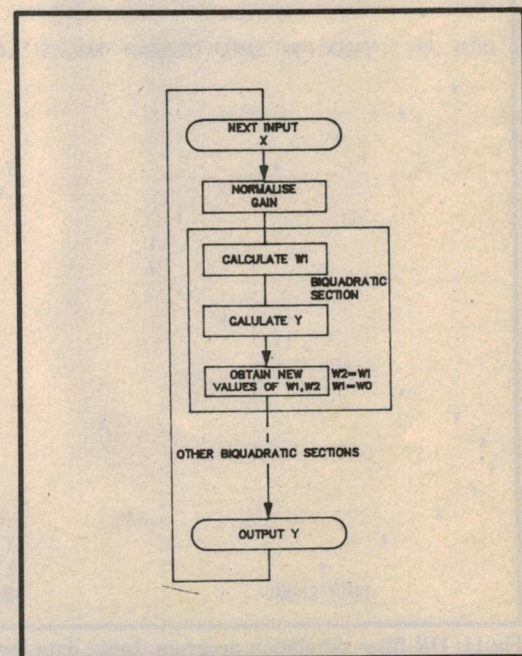 NEXT INPUT
X
NORMALISE
GAIN
CALCULATE W1
BIQUADRATIC
SECTION
CALULATE Y
OBTAIN NEW
VALUES OF W1,W2
W2=W1
W1=W0
OTHER BIQUADRATIC SECTIONS
OUTPUT Y